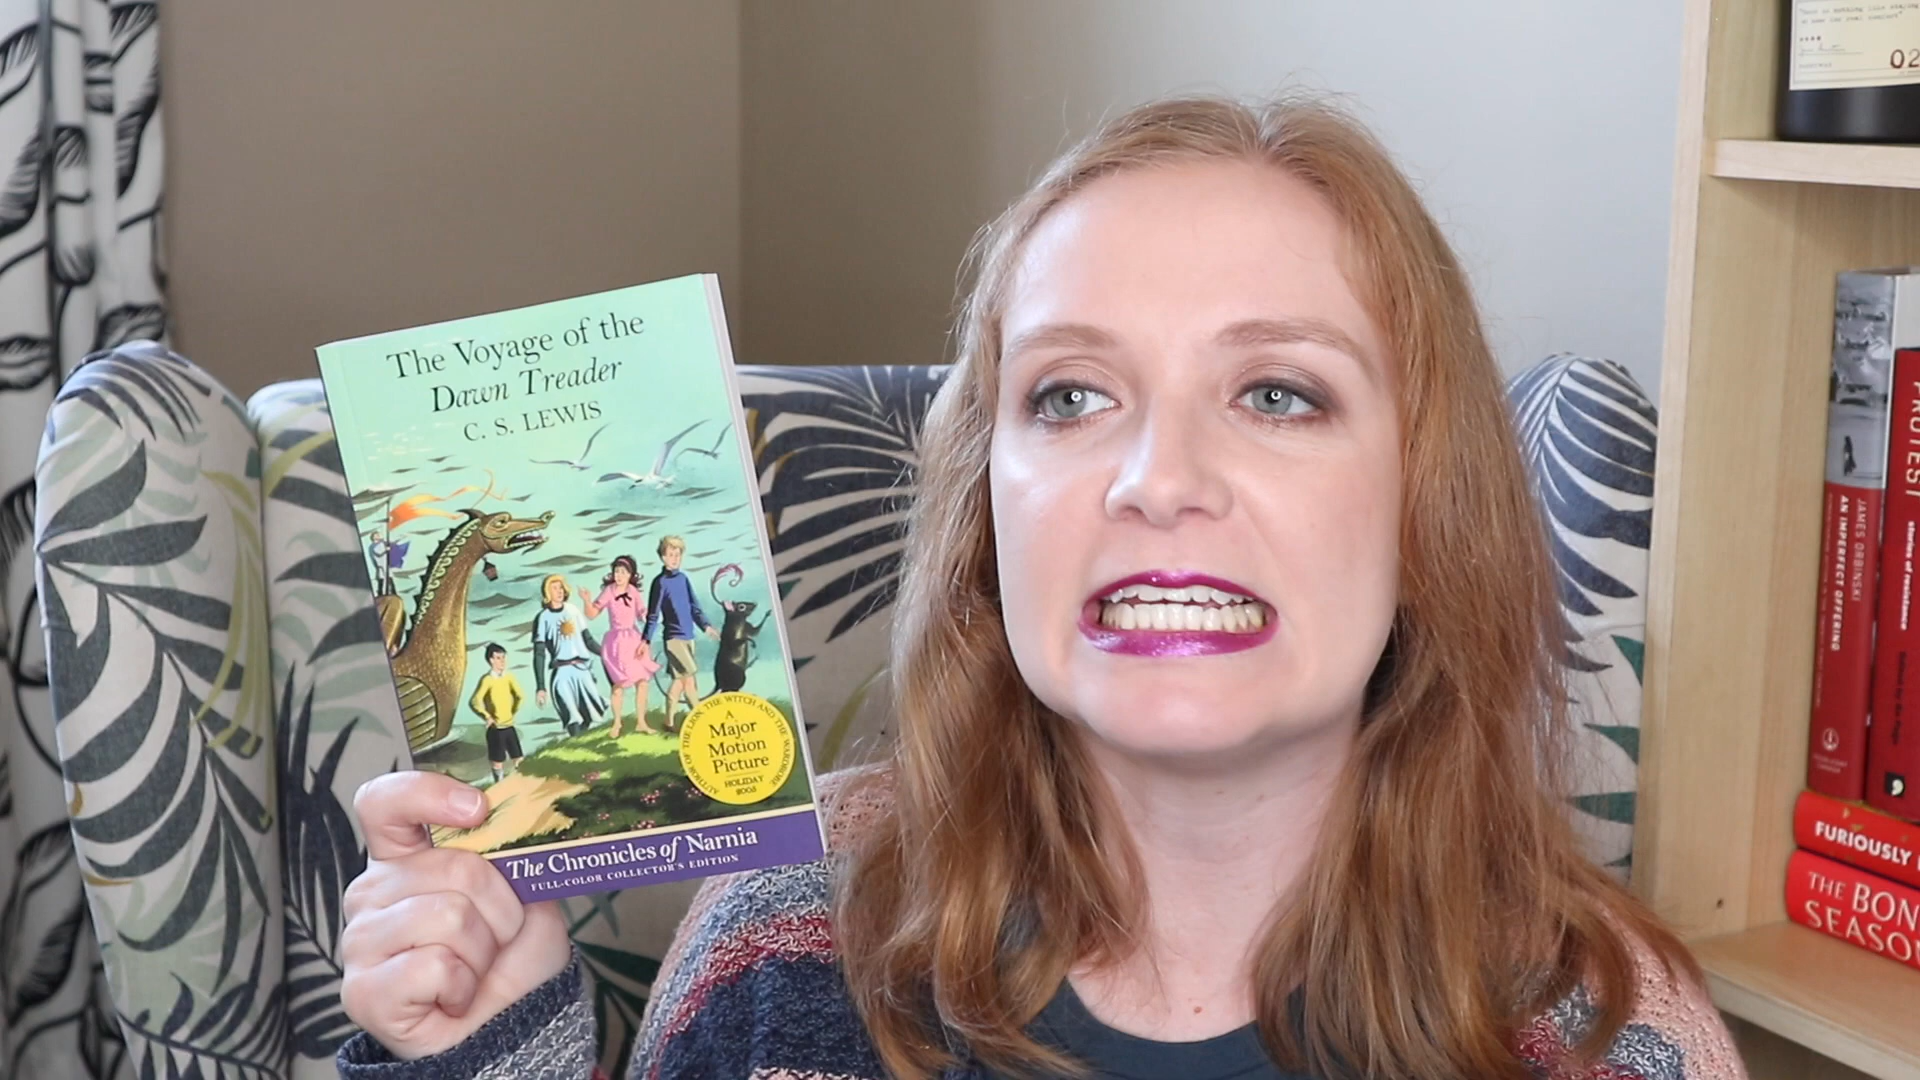 The Voyage of the
Dawn Treader
C. S. LEWIS
AUTHOR OF THE LION, THE WITCH AND THE WARDROBE
A
Major
Motion
Picture
HOLIDAY
2005
The Chronicles of Narnia
FULL-COLOR COLLECTOR'S EDITION
02
JAMES ORBINSKI
AN IMPERFECT OFFERING
PROTEST
stories of resistance
FURIOUSLY
THE BON
SEASO